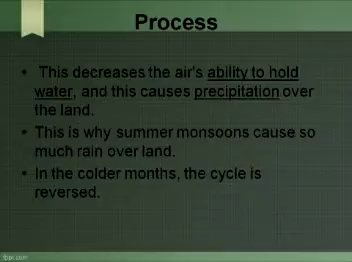 Process
• This decreases the air's ability to hold
water, and this causes precipitation over
the land.
• This is why summer monsoons cause so
much rain over land.
• In the colder months, the cycle is
reversed.
fppt.com